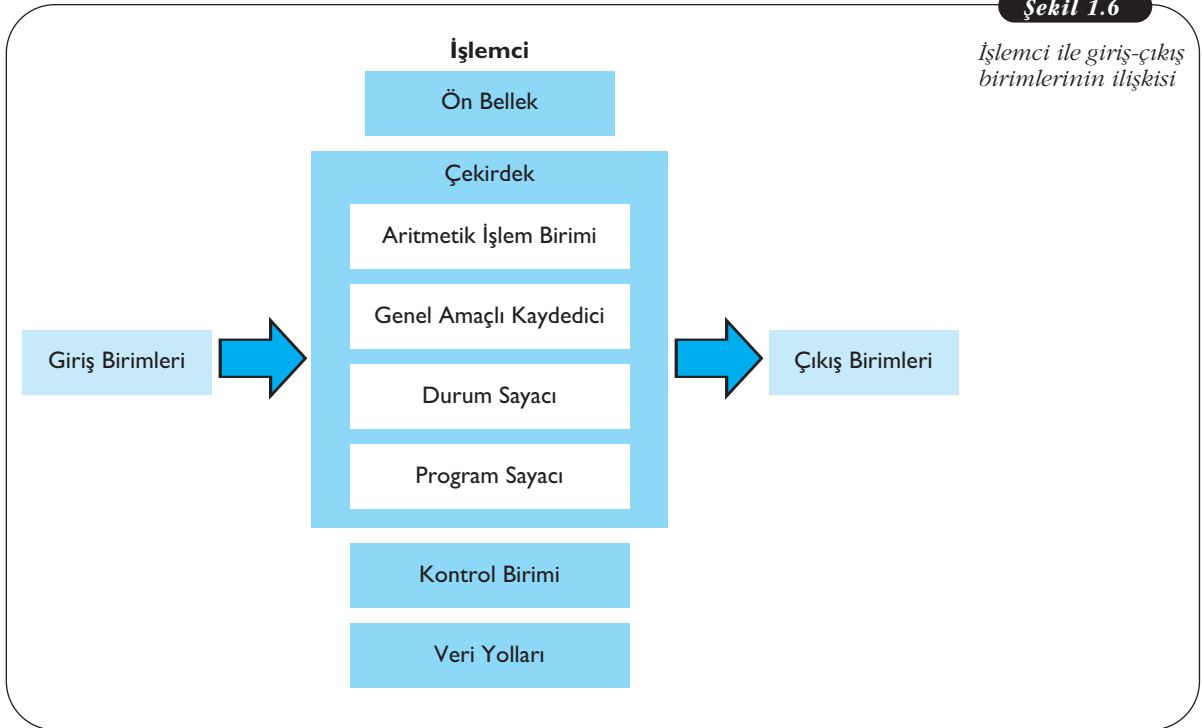 Şekil 1.6
İşlemci ile giriş-çıkış
birimlerinin ilişkisi
İşlemci
Ön Bellek
Çekirdek
Aritmetik İşlem Birimi
Genel Amaçlı Kaydedici
Durum Sayacı
Program Sayacı
Giriş Birimleri
Çıkış Birimleri
Kontrol Birimi
Veri Yolları